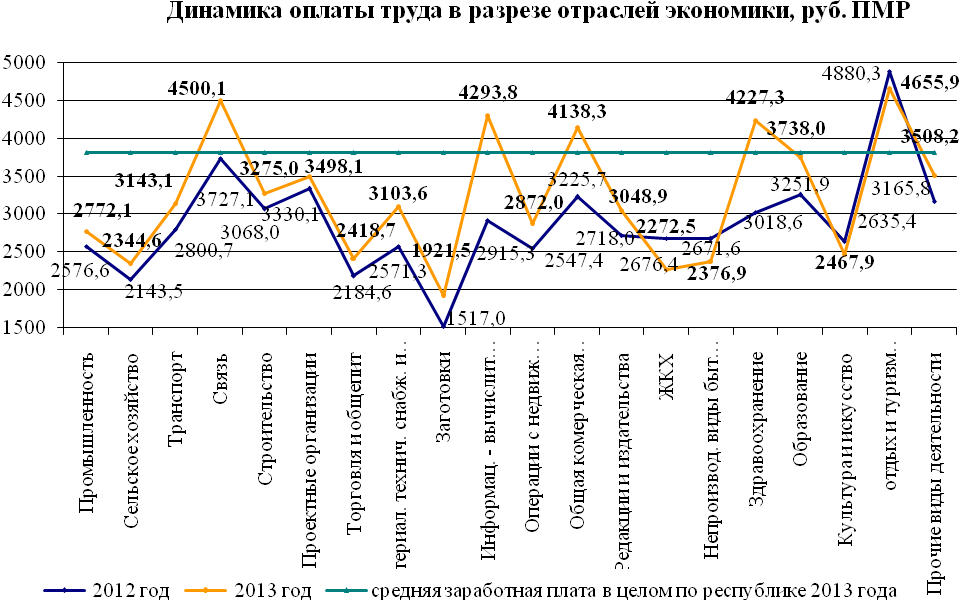 Динамика оплаты труда в разрезе отраслей экономики, руб. ПМР
5000
4500
4000
3500
3000
2500
2000
1500
2772,1
2344,6
3143,1
4500,1
3275,0
3498,1
2418,7
3103,6
1921,5
4293,8
2872,0
4138,3
3048,9
2272,5
2376,9
4227,3
3738,0
2467,9
4655,9
3508,2
2576,6
2143,5
2800,7
3727,1
3068,0
3330,1
2184,6
2571,3
1517,0
2915,3
2547,4
3225,7
2718,0
2676,4
2671,6
3018,6
3251,9
2635,4
4880,3
3165,8
Промышленность
Сельское хозяйство
Транспорт
Связь
Строительство
Проектные организации
Торговля и общепит
териал. технич. снабж. и…
Заготовки
Информац. - вычислит…
Операции с недвиж…
Общая комерческая…
Редакции и издательства
ЖКХ
Непроизвод. виды быт…
Здравоохранение
Образование
Культура и искусство
отдых и туризм…
Прочие виды деятельности
2012 год
2013 год
средняя заработная плата в целом по республике 2013 года